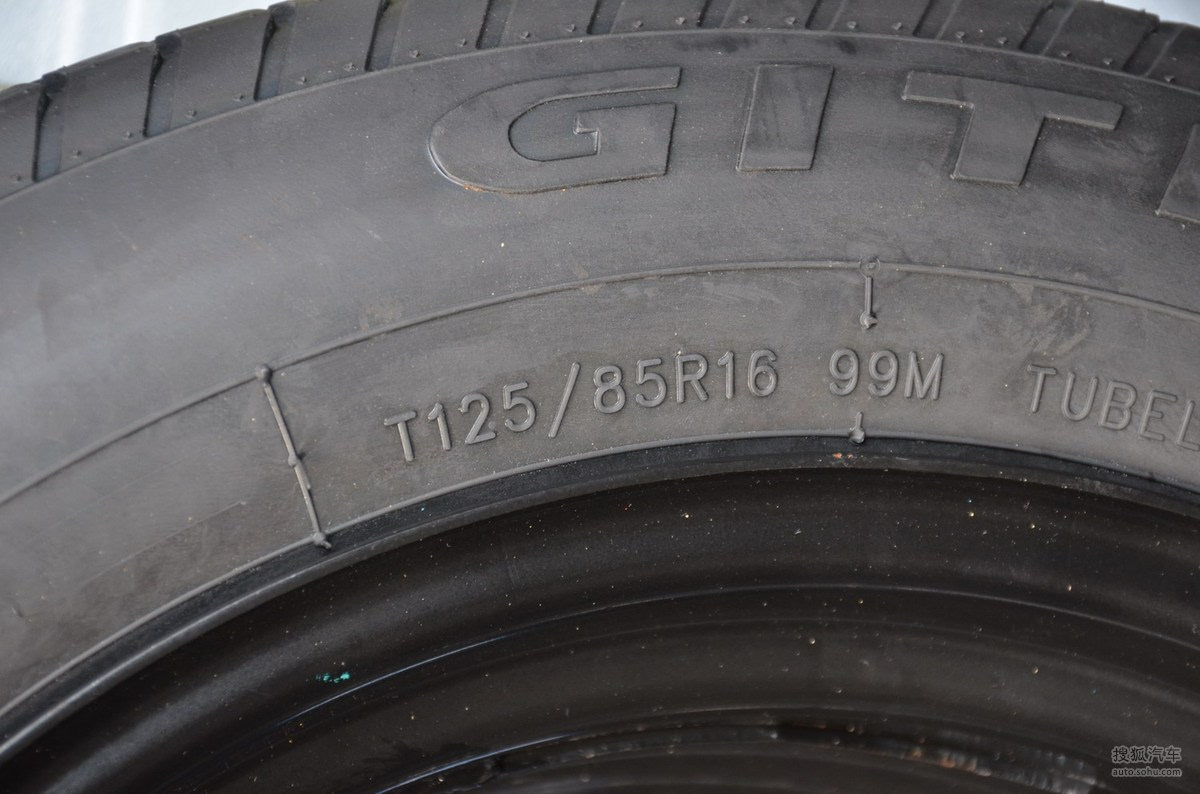 GIT
T125/85R16 99M TUBEL
搜狐汽车
auto.sohu.com